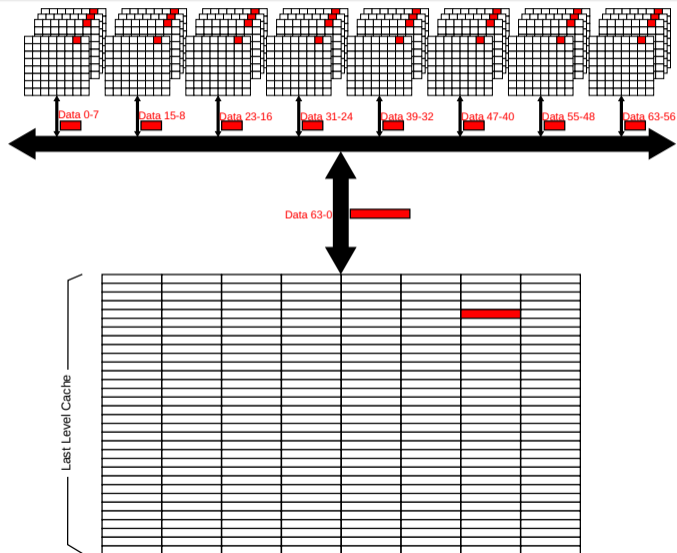 Data 0-7
Data 15-8
Data 23-16
Data 31-24
Data 39-32
Data 47-40
Data 55-48
Data 63-56
Data 63-0
Last Level Cache